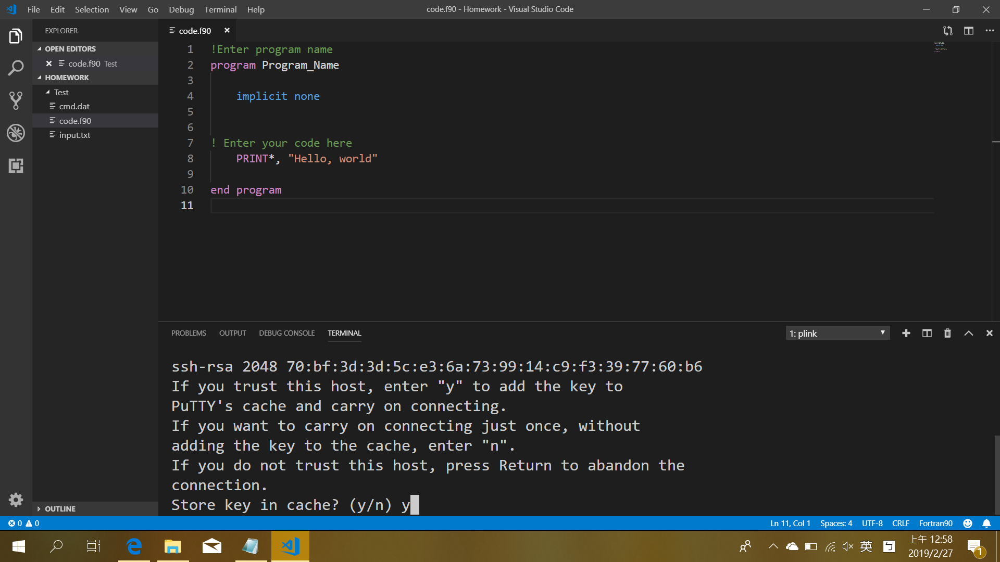 File Edit Selection View Go Debug Terminal Help
code.f90 - Homework - Visual Studio Code
EXPLORER
OPEN EDITORS
code.f90 Test
HOMEWORK
Test
cmd.dat
code.f90
input.txt
OUTLINE
code.f90
1 !Enter program name
2 program Program_Name
3
4 implicit none
5
6
7 ! Enter your code here
8 PRINT*, "Hello, world"
9
10 end program
11
PROBLEMS OUTPUT DEBUG CONSOLE TERMINAL
1: plink
ssh-rsa 2048 70:bf:3d:3d:5c:e3:6a:73:99:14:c9:f3:39:77:60:b6
If you trust this host, enter "y" to add the key to
PuTTY's cache and carry on connecting.
If you want to carry on connecting just once, without
adding the key to the cache, enter "n".
If you do not trust this host, press Return to abandon the
connection.
Store key in cache? (y/n) y
0 0
Ln 11, Col 1 Spaces: 4 UTF-8 CRLF Fortran90
英 ㄅ
上午 12:58
2019/2/27
1